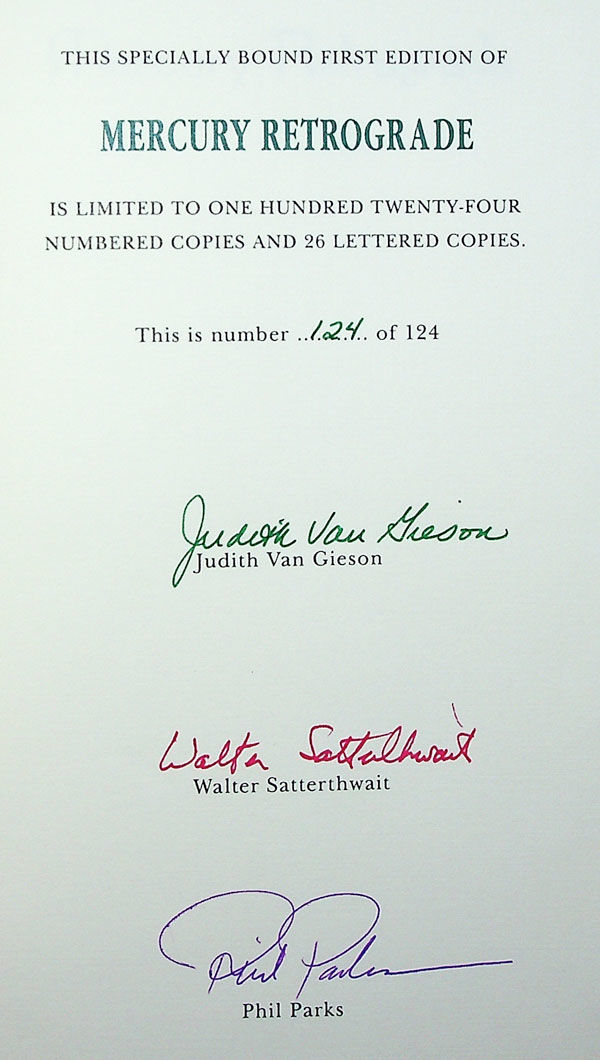 THIS SPECIALLY BOUND FIRST EDITION OF
MERCURY RETROGRADE
IS LIMITED TO ONE HUNDRED TWENTY-FOUR
NUMBERED COPIES AND 26 LETTERED COPIES.
This is number ..124.. of 124
Judith Van Gieson
Judith Van Gieson
Walter Satterthwait
Walter Satterthwait
Phil Parks
Phil Parks